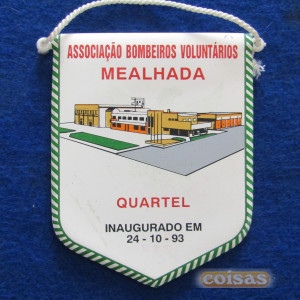 ASSOCIAÇÃO BOMBEIROS VOLUNTÁRIOS
MEALHADA
QUARTEL
INAUGURADO EM
24 - 10 - 93
coisas